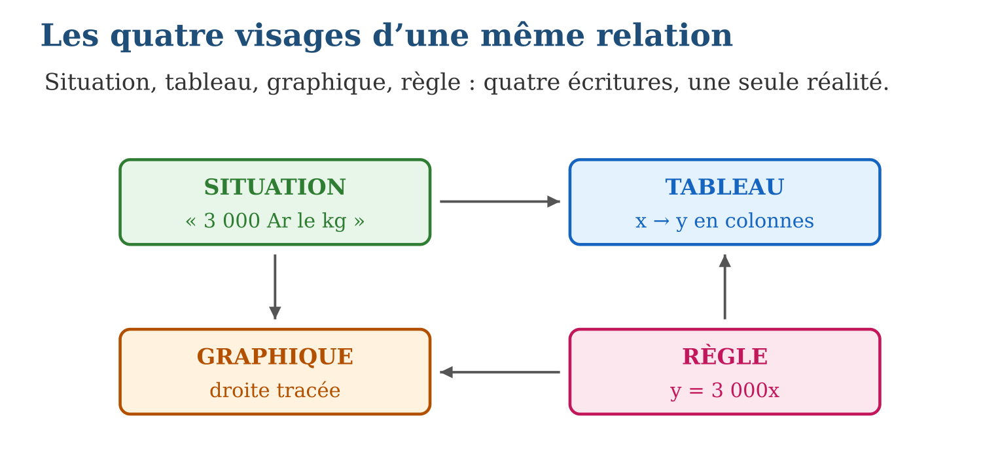 Les quatre visages d’une même relation
Situation, tableau, graphique, règle : quatre écritures, une seule réalité.
SITUATION
« 3 000 Ar le kg »
TABLEAU
x → y en colonnes
GRAPHIQUE
droite tracée
RÈGLE
y = 3 000x